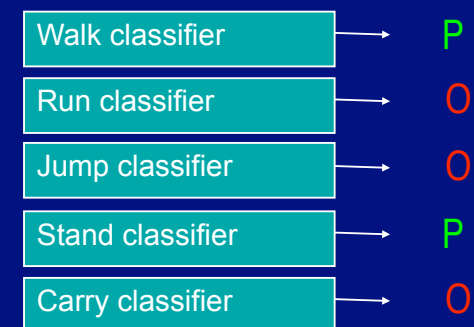 Walk classifier P
Run classifier O
Jump classifier O
Stand classifier P
Carry classifier O